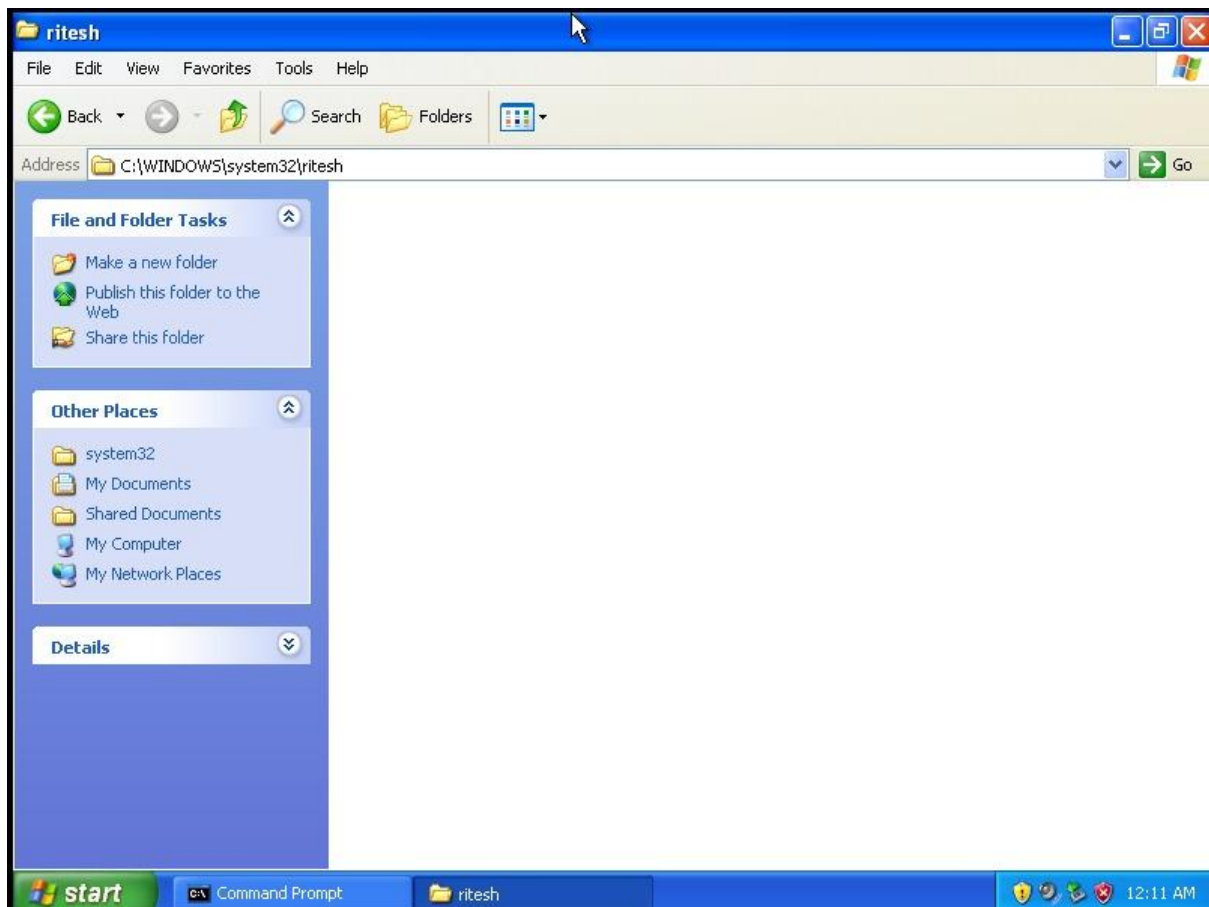 ritesh
File Edit View Favorites Tools Help
Back Search Folders
Address C:\WINDOWS\system32\ritesh Go
File and Folder Tasks
Make a new folder
Publish this folder to the
Web
Share this folder
Other Places
system32
My Documents
Shared Documents
My Computer
My Network Places
Details
start C:\ Command Prompt ritesh 12:11 AM